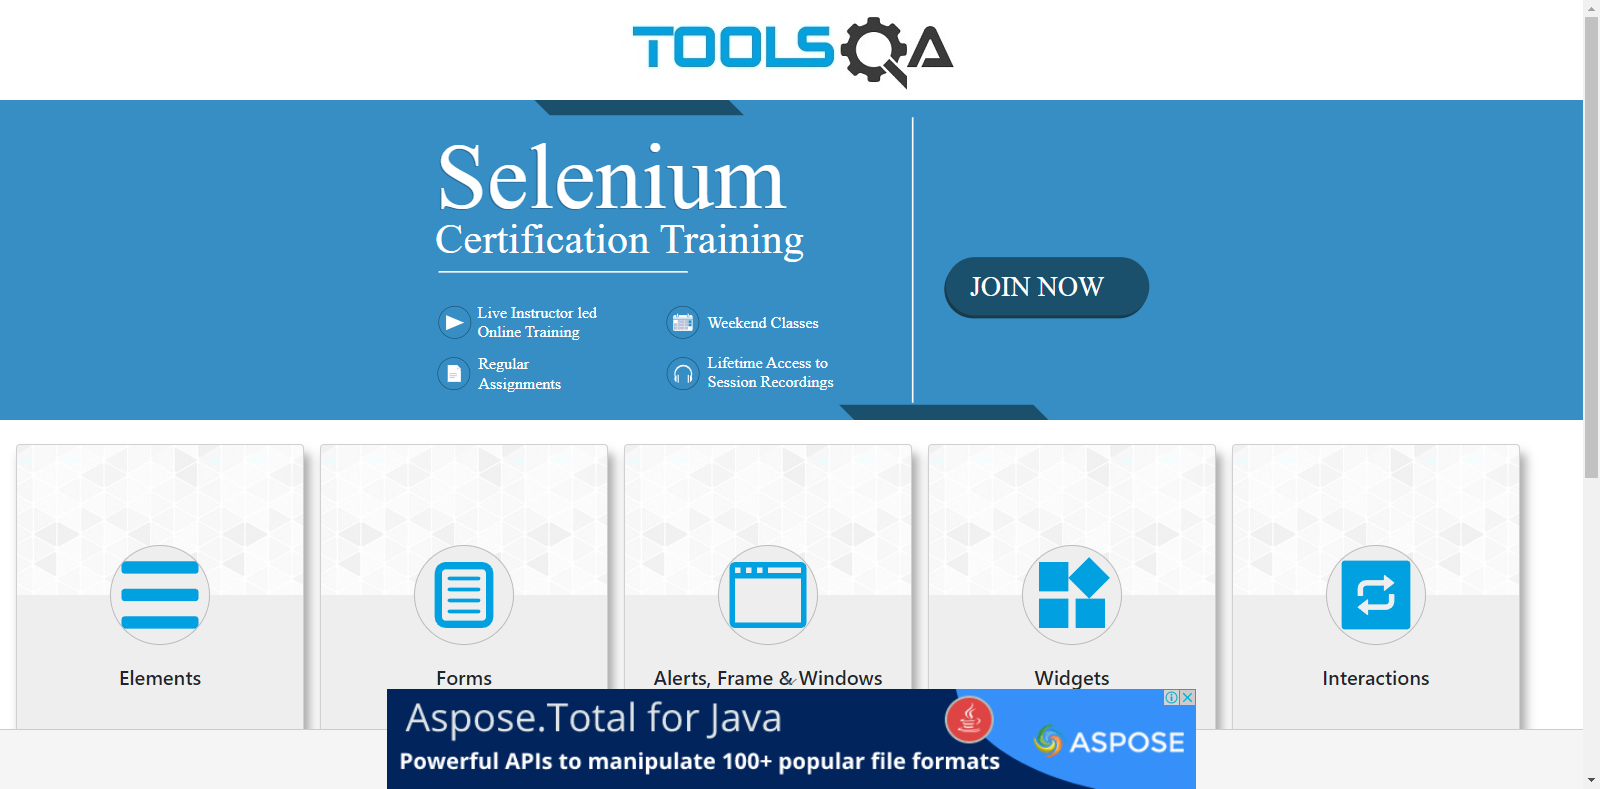 TOOLSQA
Selenium
Certification Training
JOIN NOW
Live Instructor led
Online Training
Weekend Classes
Regular
Assignments
Lifetime Access to
Session Recordings
Elements
Forms
Alerts, Frame & Windows
Widgets
Interactions
Aspose.Total for Java
Powerful APIs to manipulate 100+ popular file formats
ASPOSE